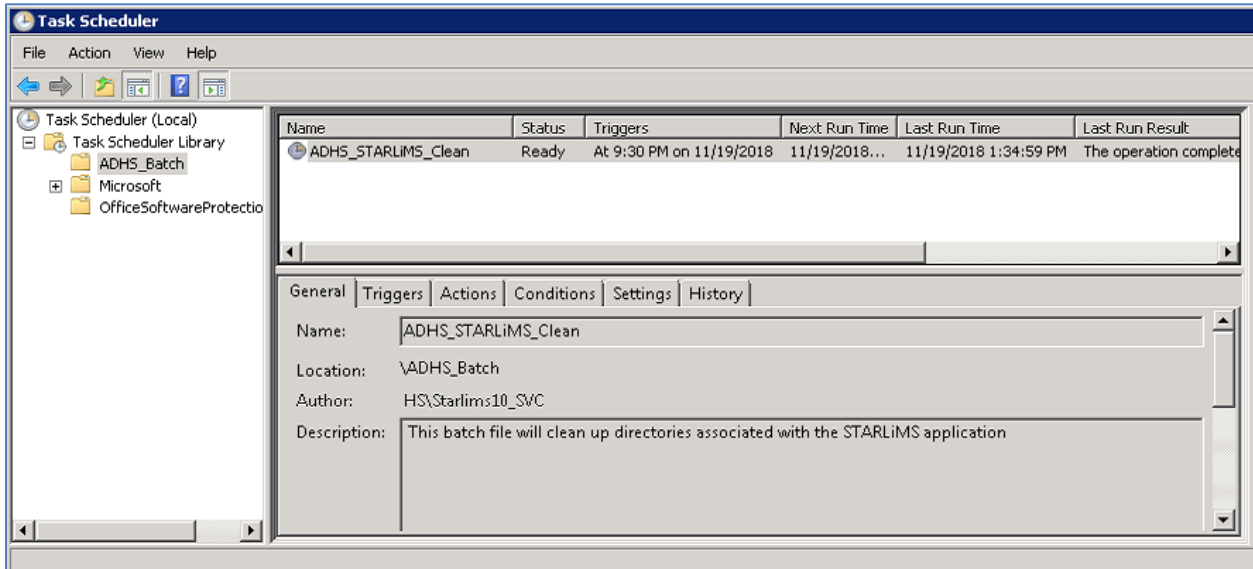 Task Scheduler
File Action View Help
Task Scheduler (Local)
Task Scheduler Library
ADHS_Batch
Microsoft
OfficeSoftwareProtectio
Name Status Triggers Next Run Time Last Run Time Last Run Result
ADHS_STARLiMS_Clean Ready At 9:30 PM on 11/19/2018 11/19/2018... 11/19/2018 1:34:59 PM The operation complete
General Triggers Actions Conditions Settings History
Name: ADHS_STARLiMS_Clean
Location: \ADHS_Batch
Author: HS\Starlims10_SVC
Description: This batch file will clean up directories associated with the STARLiMS application